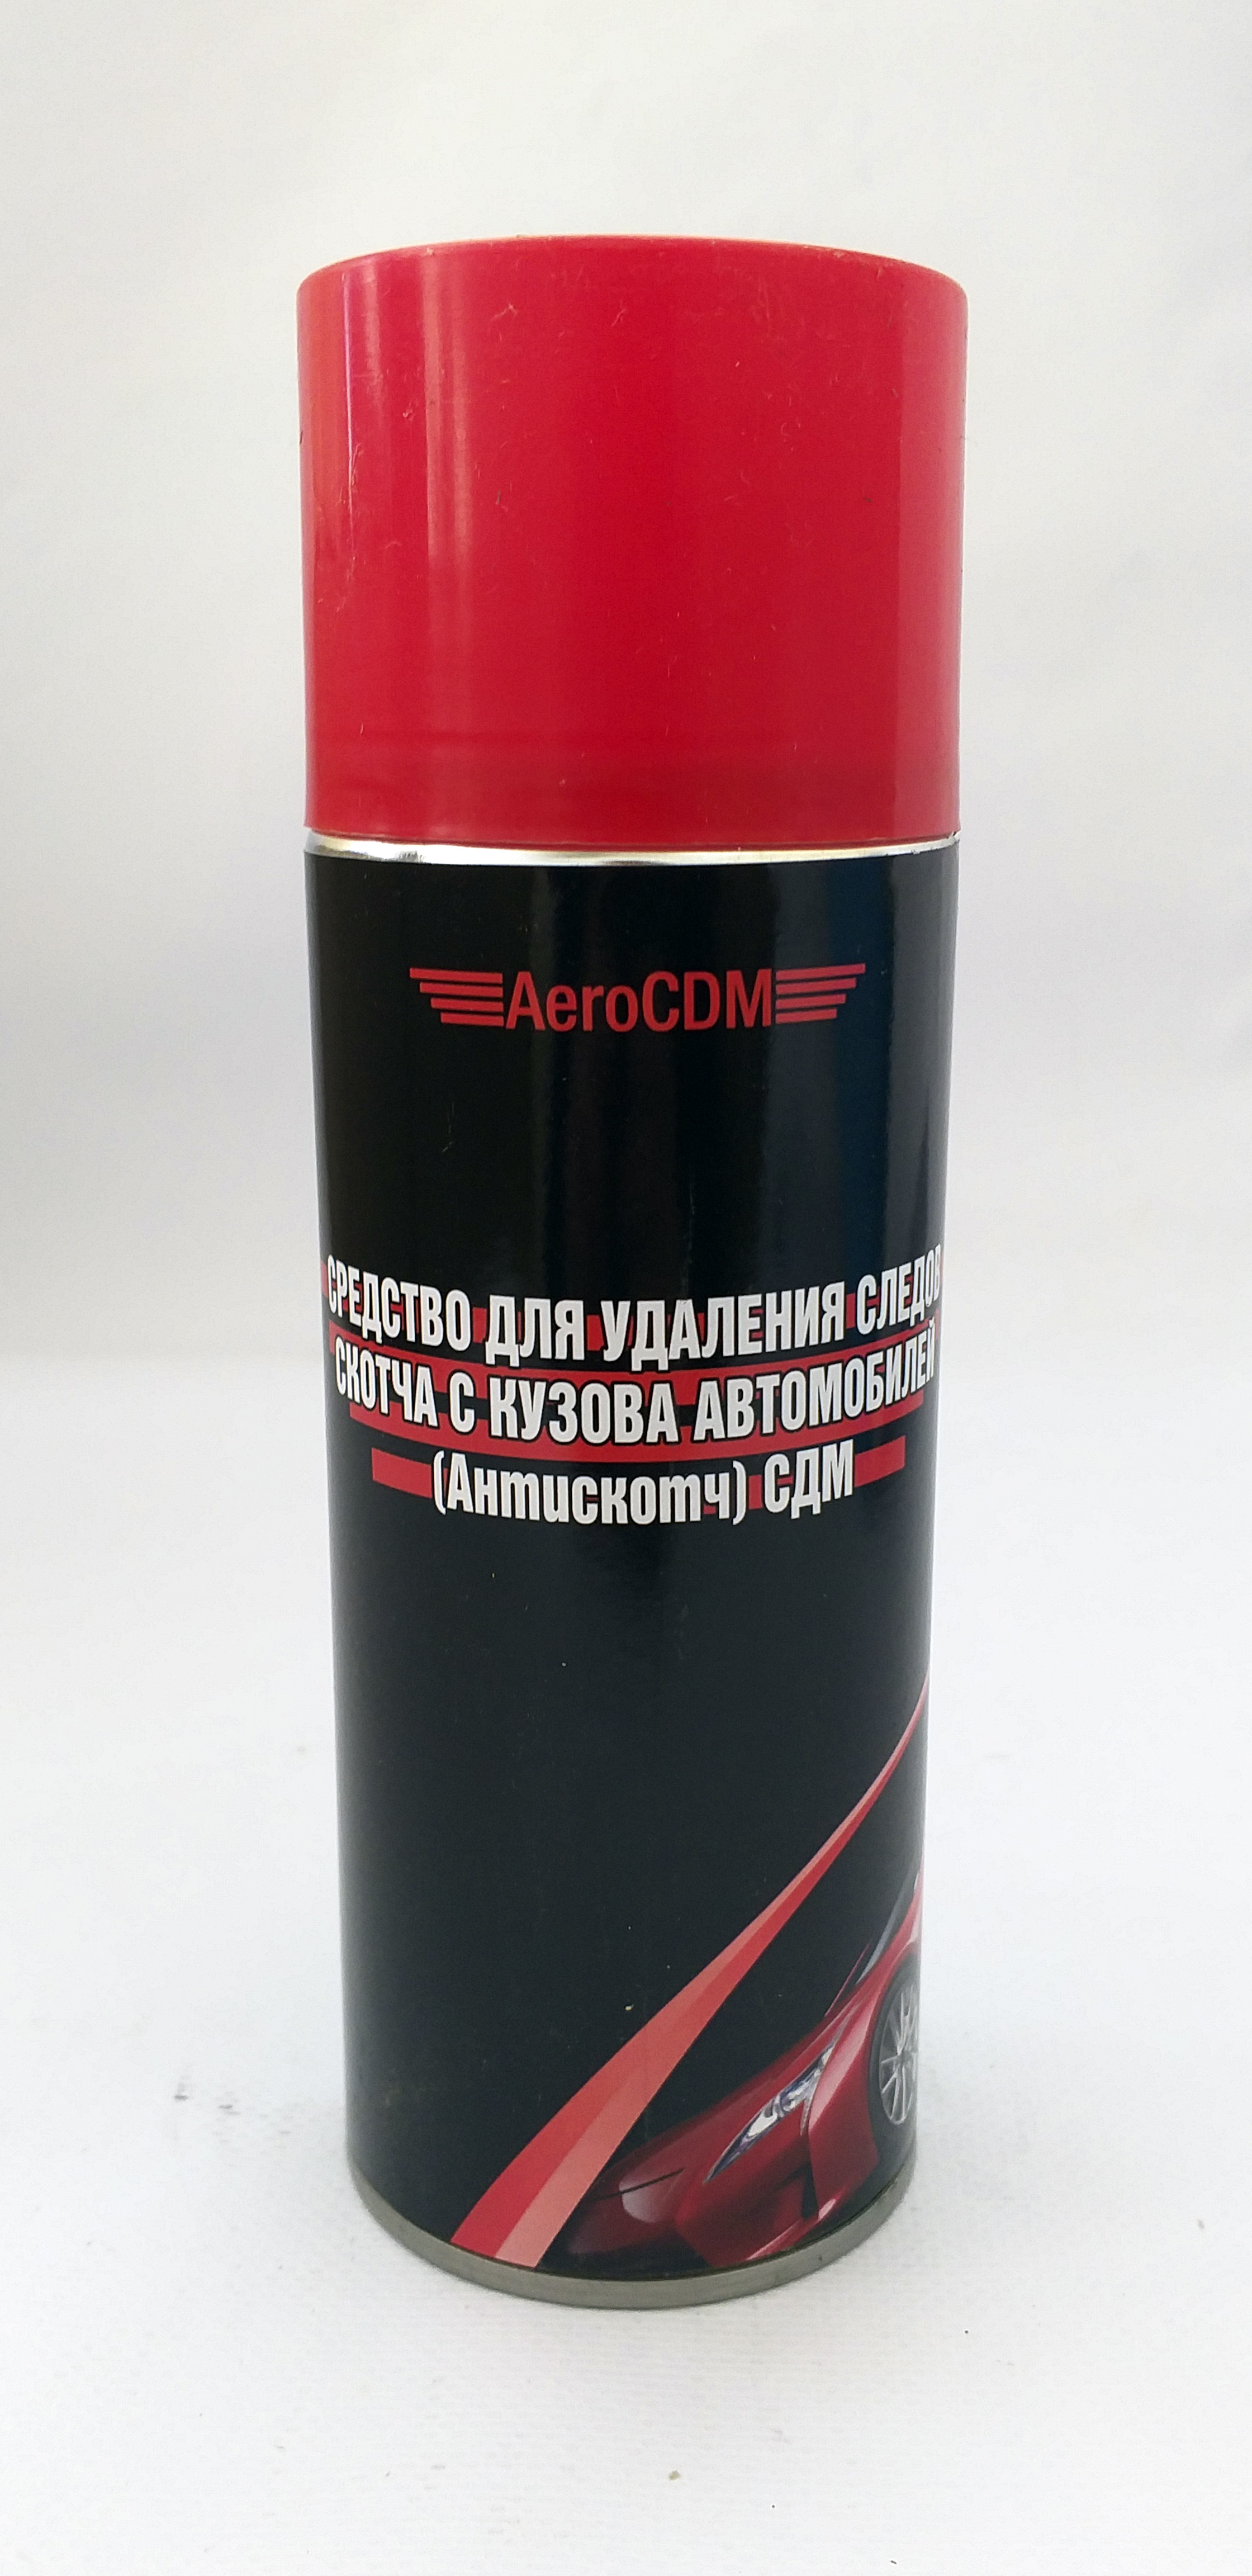 AeroCDM
СРЕДСТВО ДЛЯ УДАЛЕНИЯ СЛЕДОВ
СКОТЧА С КУЗОВА АВТОМОБИЛЕЙ
(Антискотч) СДМ